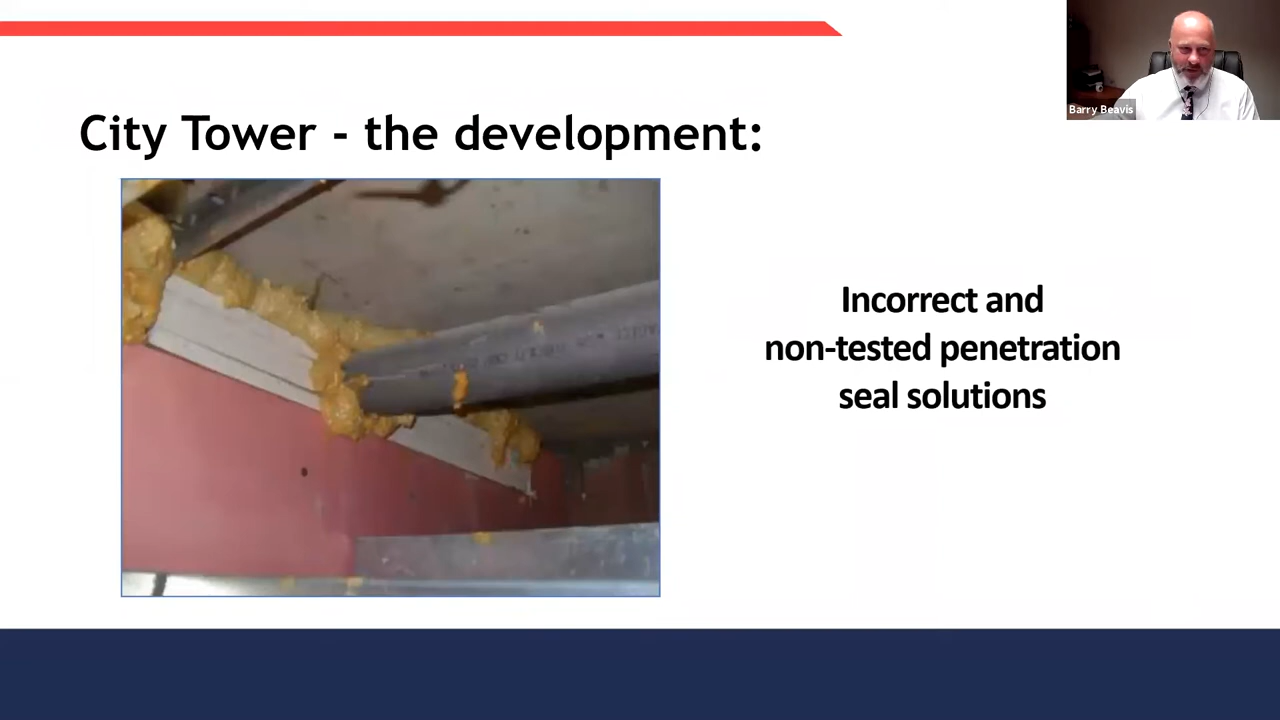 City Tower - the development:
Incorrect and
non-tested penetration
seal solutions
Barry Beavis